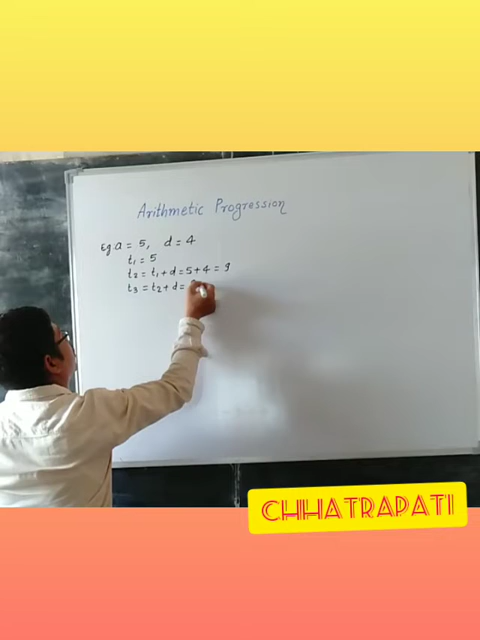 Arithmetic Progression
Eg. a = 5, d = 4
t₁ = 5
t₂ = t₁ + d = 5 + 4 = 9
t₃ = t₂ + d =
CHHATRAPATI